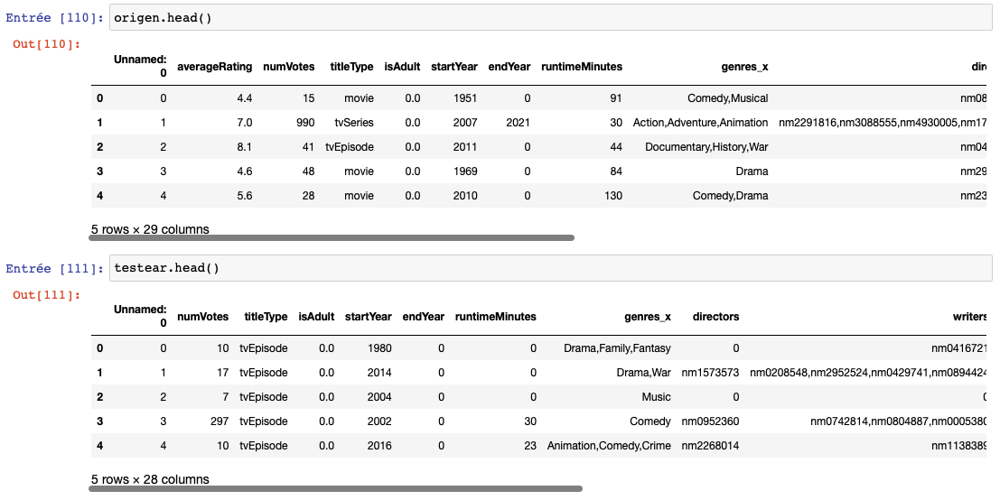 Entrée [110]: origen.head()
Out[110]:
Unnamed: 0 averageRating numVotes titleType isAdult startYear endYear runtimeMinutes genres_x dir
0 0 4.4 15 movie 0.0 1951 0 91 Comedy,Musical nm08
1 1 7.0 990 tvSeries 0.0 2007 2021 30 Action,Adventure,Animation nm2291816,nm3088555,nm4930005,nm17
2 2 8.1 41 tvEpisode 0.0 2011 0 44 Documentary,History,War nm04
3 3 4.6 48 movie 0.0 1969 0 84 Drama nm29
4 4 5.6 28 movie 0.0 2010 0 130 Comedy,Drama nm23
5 rows × 29 columns
Entrée [111]: testear.head()
Out[111]:
Unnamed: 0 numVotes titleType isAdult startYear endYear runtimeMinutes genres_x directors writers
0 0 10 tvEpisode 0.0 1980 0 0 Drama,Family,Fantasy 0 nm0416721
1 1 17 tvEpisode 0.0 2014 0 0 Drama,War nm1573573 nm0208548,nm2952524,nm0429741,nm0894424
2 2 7 tvEpisode 0.0 2004 0 0 Music 0 0
3 3 297 tvEpisode 0.0 2002 0 30 Comedy nm0952360 nm0742814,nm0804887,nm0005380
4 4 10 tvEpisode 0.0 2016 0 23 Animation,Comedy,Crime nm2268014 nm1138389
5 rows × 28 columns